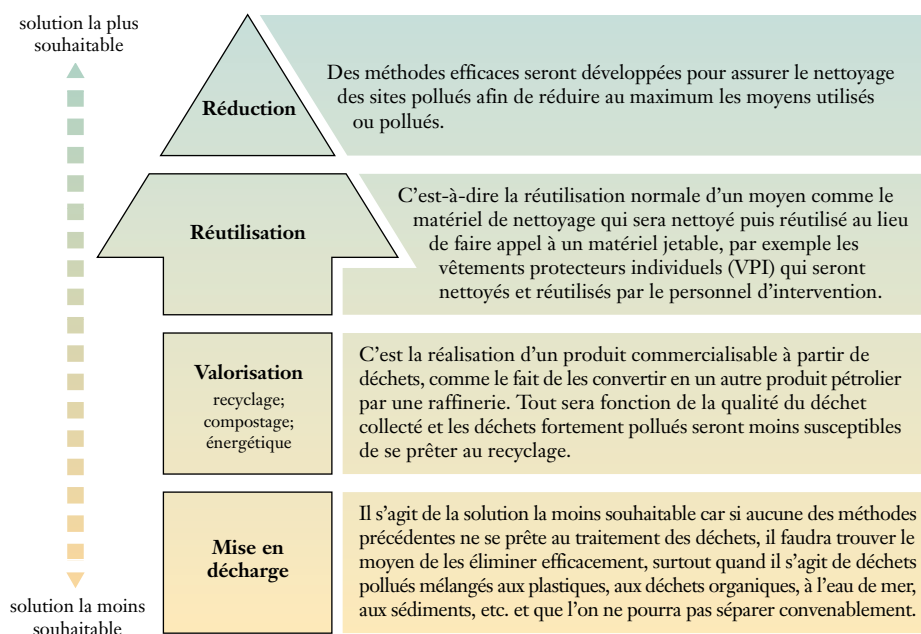 solution la plus
souhaitable
Réduction
Des méthodes efficaces seront développées pour assurer le nettoyage
des sites pollués afin de réduire au maximum les moyens utilisés
ou pollués.
Réutilisation
C'est-à-dire la réutilisation normale d'un moyen comme le
matériel de nettoyage qui sera nettoyé puis réutilisé au lieu
de faire appel à un matériel jetable, par exemple les
vêtements protecteurs individuels (VPI) qui seront
nettoyés et réutilisés par le personnel d'intervention.
Valorisation
recyclage;
compostage;
énergétique
C'est la réalisation d'un produit commercialisable à partir de
déchets, comme le fait de les convertir en un autre produit pétrolier
par une raffinerie. Tout sera fonction de la qualité du déchet
collecté et les déchets fortement pollués seront moins susceptibles
de se prêter au recyclage.
Mise en
décharge
Il s'agit de la solution la moins souhaitable car si aucune des méthodes
précédentes ne se prête au traitement des déchets, il faudra trouver le
moyen de les éliminer efficacement, surtout quand il s'agit de déchets
pollués mélangés aux plastiques, aux déchets organiques, à l'eau de mer,
aux sédiments, etc. et que l'on ne pourra pas séparer convenablement.
solution la moins
souhaitable